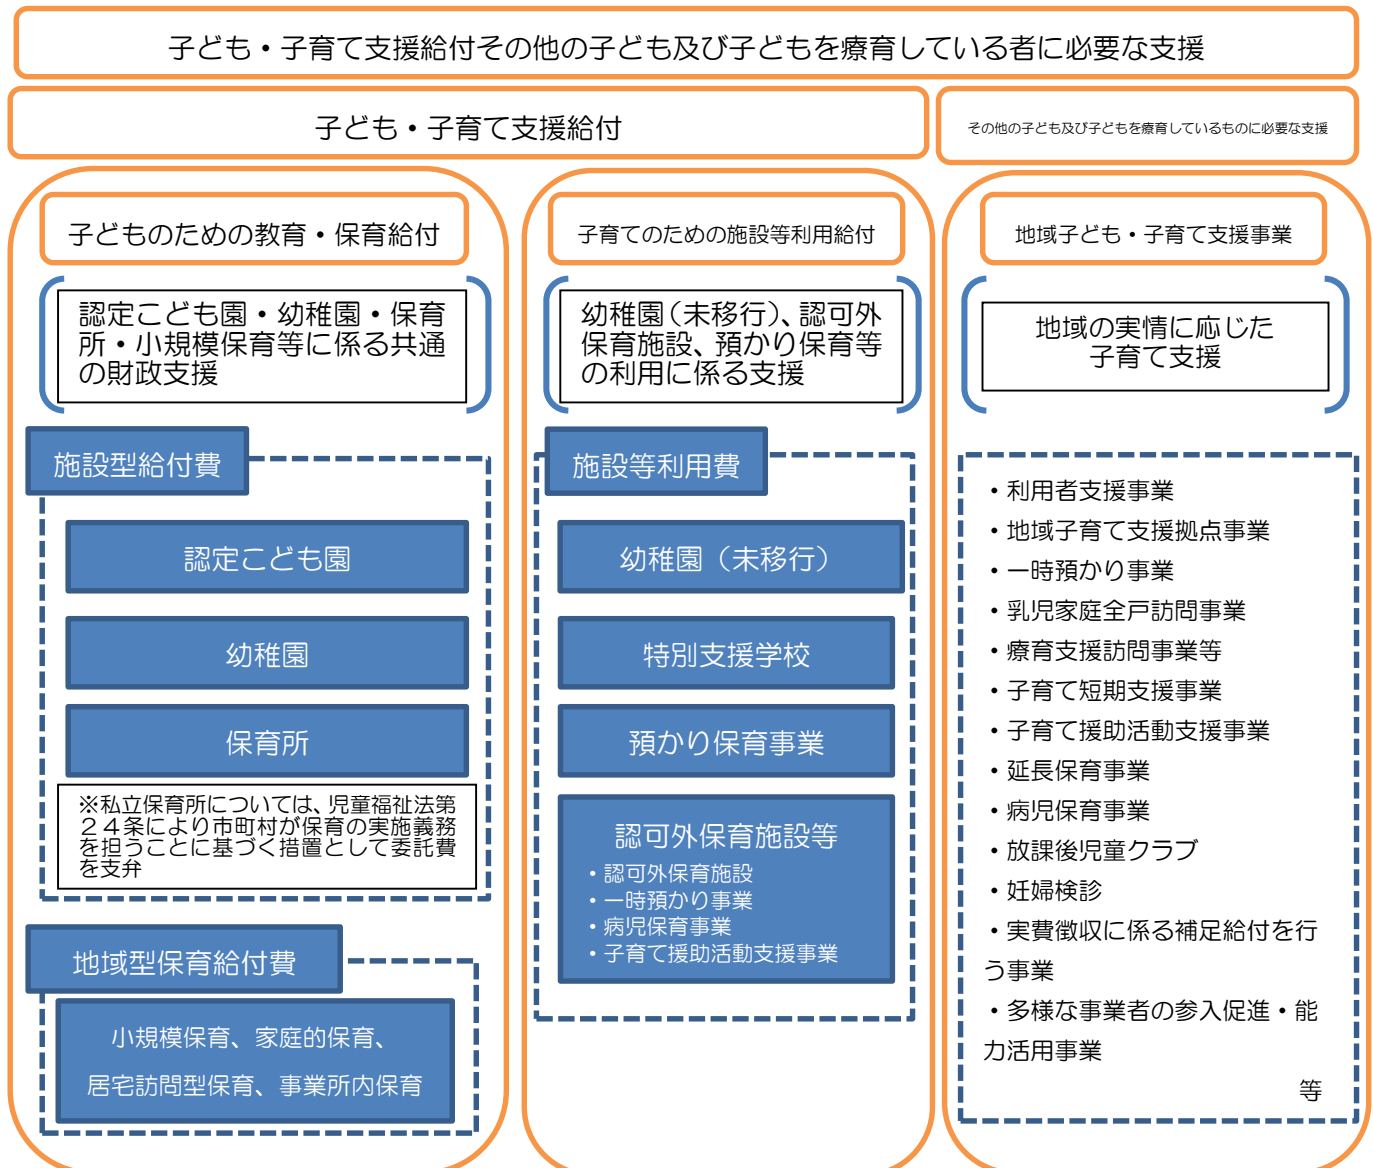 子ども・子育て支援給付その他の子ども及び子どもを療育している者に必要な支援
子ども・子育て支援給付
その他の子ども及び子どもを療育しているものに必要な支援
子どものための教育・保育給付
認定こども園・幼稚園・保育
所・小規模保育等に係る共通
の財政支援
施設型給付費
認定こども園
幼稚園
保育所
※私立保育所については、児童福祉法第
２４条により市町村が保育の実施義務
を担うことに基づく措置として委託費
を支弁
地域型保育給付費
小規模保育、家庭的保育、
居宅訪問型保育、事業所内保育
子育てのための施設等利用給付
幼稚園（未移行）、認可外
保育施設、預かり保育等
の利用に係る支援
施設等利用費
幼稚園（未移行）
特別支援学校
預かり保育事業
認可外保育施設等
・認可外保育施設
・一時預かり事業
・病児保育事業
・子育て援助活動支援事業
地域子ども・子育て支援事業
地域の実情に応じた
子育て支援
・利用者支援事業
・地域子育て支援拠点事業
・一時預かり事業
・乳児家庭全戸訪問事業
・療育支援訪問事業等
・子育て短期支援事業
・子育て援助活動支援事業
・延長保育事業
・病児保育事業
・放課後児童クラブ
・妊婦検診
・実費徴収に係る補足給付を行
う事業
・多様な事業者の参入促進・能
力活用事業
等